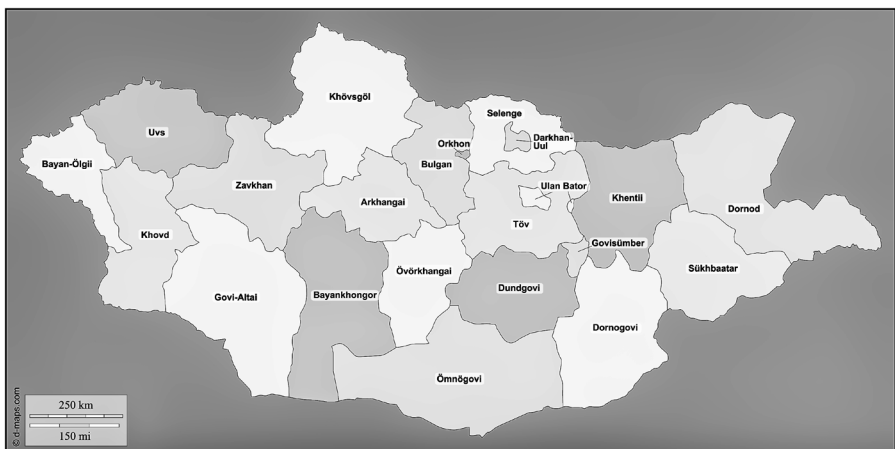 Khövsgöl
Selenge
Uvs
Orkhon
Darkhan-
Uul
Bayan-Ölgii
Bulgan
Zavkhan
Ulan Bator
Khentii
Arkhangai
Dornod
Töv
Khovd
Govisümber
Övörkhangai
Sükhbaatar
Govi-Altai
Bayankhongor
Dundgovi
Dornogovi
Ömnögovi
250 km
150 mi
© d-maps.com